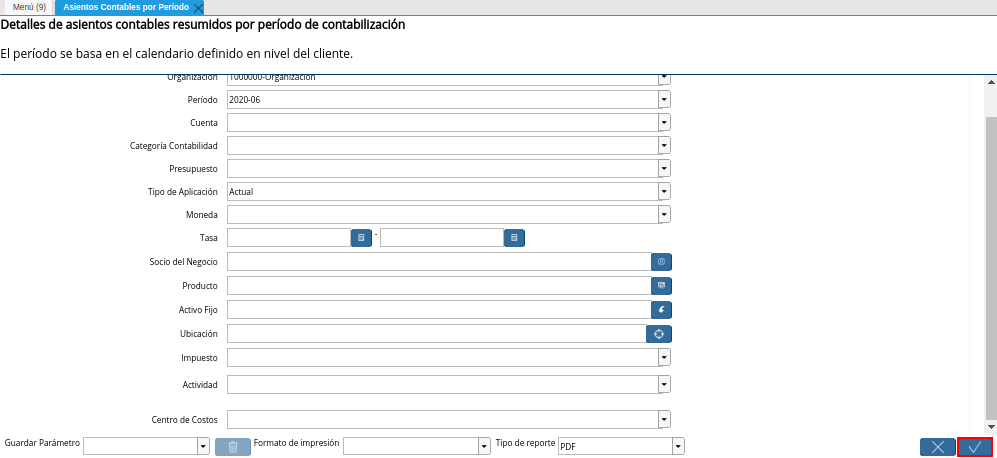 Menú (9)
Asientos Contables por Período
Detalles de asientos contables resumidos por período de contabilización
El período se basa en el calendario definido en nivel del cliente.
Organización 1000000-Organización
Período 2020-06
Cuenta
Categoría Contabilidad
Presupuesto
Tipo de Aplicación Actual
Moneda
Tasa -
Socio del Negocio
Producto
Activo Fijo
Ubicación
Impuesto
Actividad
Centro de Costos
Guardar Parámetro Formato de impresión Tipo de reporte PDF